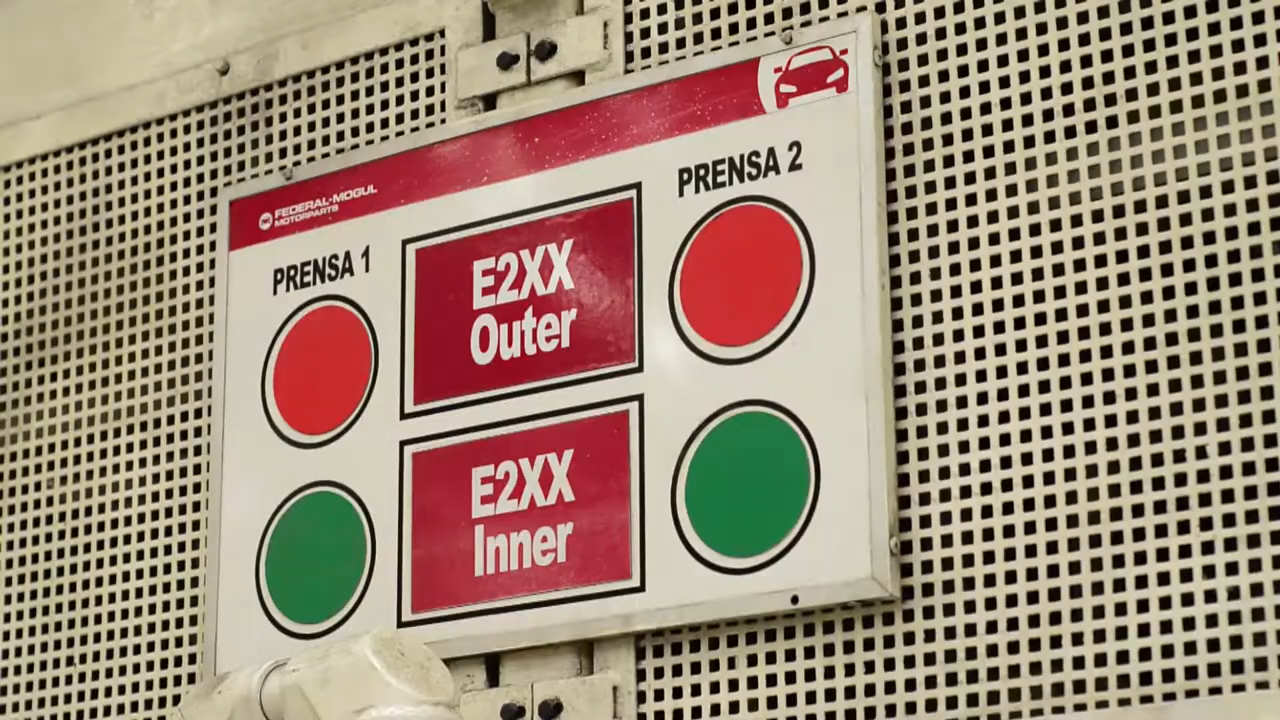 FEDERAL-MOGUL
MOTORPARTS
PRENSA 1
PRENSA 2
E2XX
Outer
E2XX
Inner